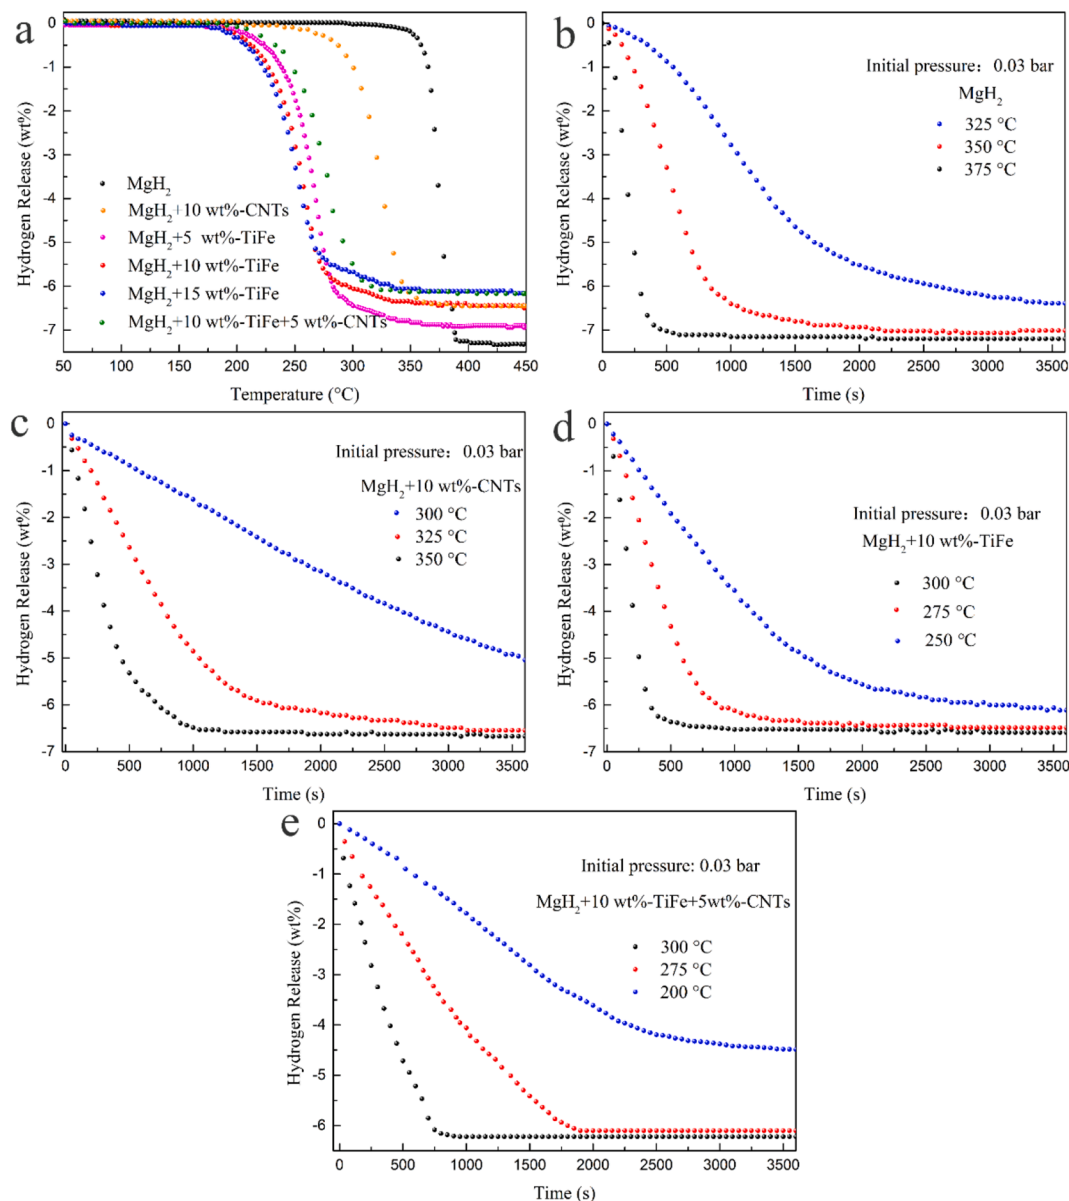 a
0
-1
-2
-3
-4
-5
-6
-7
Hydrogen Release (wt%)
MgH2
MgH2+10 wt%-CNTs
MgH2+5 wt%-TiFe
MgH2+10 wt%-TiFe
MgH2+15 wt%-TiFe
MgH2+10 wt%-TiFe+5 wt%-CNTs
50 100 150 200 250 300 350 400 450
Temperature (°C)
b
0
-1
-2
-3
-4
-5
-6
-7
Hydrogen Release (wt%)
Initial pressure: 0.03 bar
MgH2
325 °C
350 °C
375 °C
0 500 1000 1500 2000 2500 3000 3500
Time (s)
c
0
-1
-2
-3
-4
-5
-6
-7
Hydrogen Release (wt%)
Initial pressure: 0.03 bar
MgH2+10 wt%-CNTs
300 °C
325 °C
350 °C
0 500 1000 1500 2000 2500 3000 3500
Time (s)
d
0
-1
-2
-3
-4
-5
-6
-7
Hydrogen Release (wt%)
Initial pressure: 0.03 bar
MgH2+10 wt%-TiFe
300 °C
275 °C
250 °C
0 500 1000 1500 2000 2500 3000 3500
Time (s)
e
0
-1
-2
-3
-4
-5
-6
Hydrogen Release (wt%)
Initial pressure: 0.03 bar
MgH2+10 wt%-TiFe+5wt%-CNTs
300 °C
275 °C
200 °C
0 500 1000 1500 2000 2500 3000 3500
Time (s)